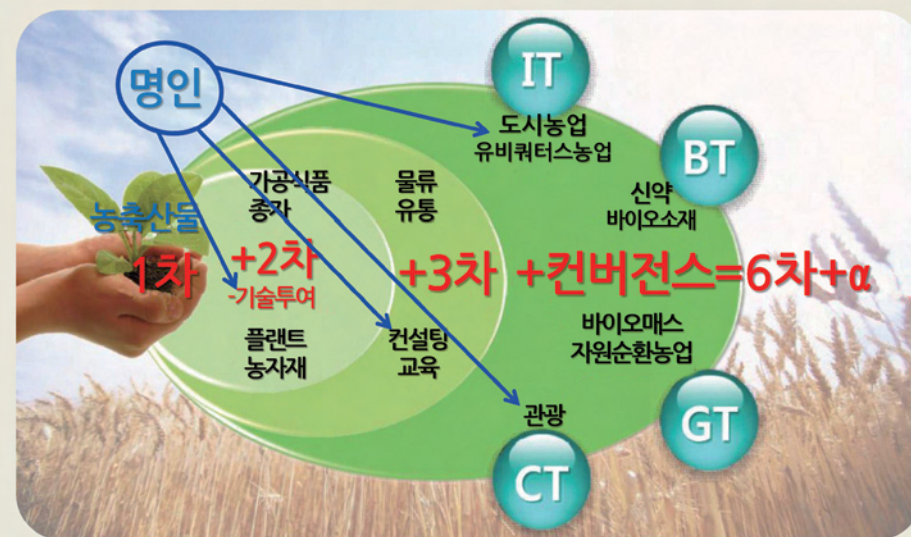 명인
IT
도시농업
유비쿼터스농업
BT
신약
바이오소재
가공식품
종자
물류
유통
농축산물
1차
+2차
-기술투여
+3차
+컨버전스=6차+α
플랜트
농자재
컨설팅
교육
바이오매스
자원순환농업
관광
GT
CT